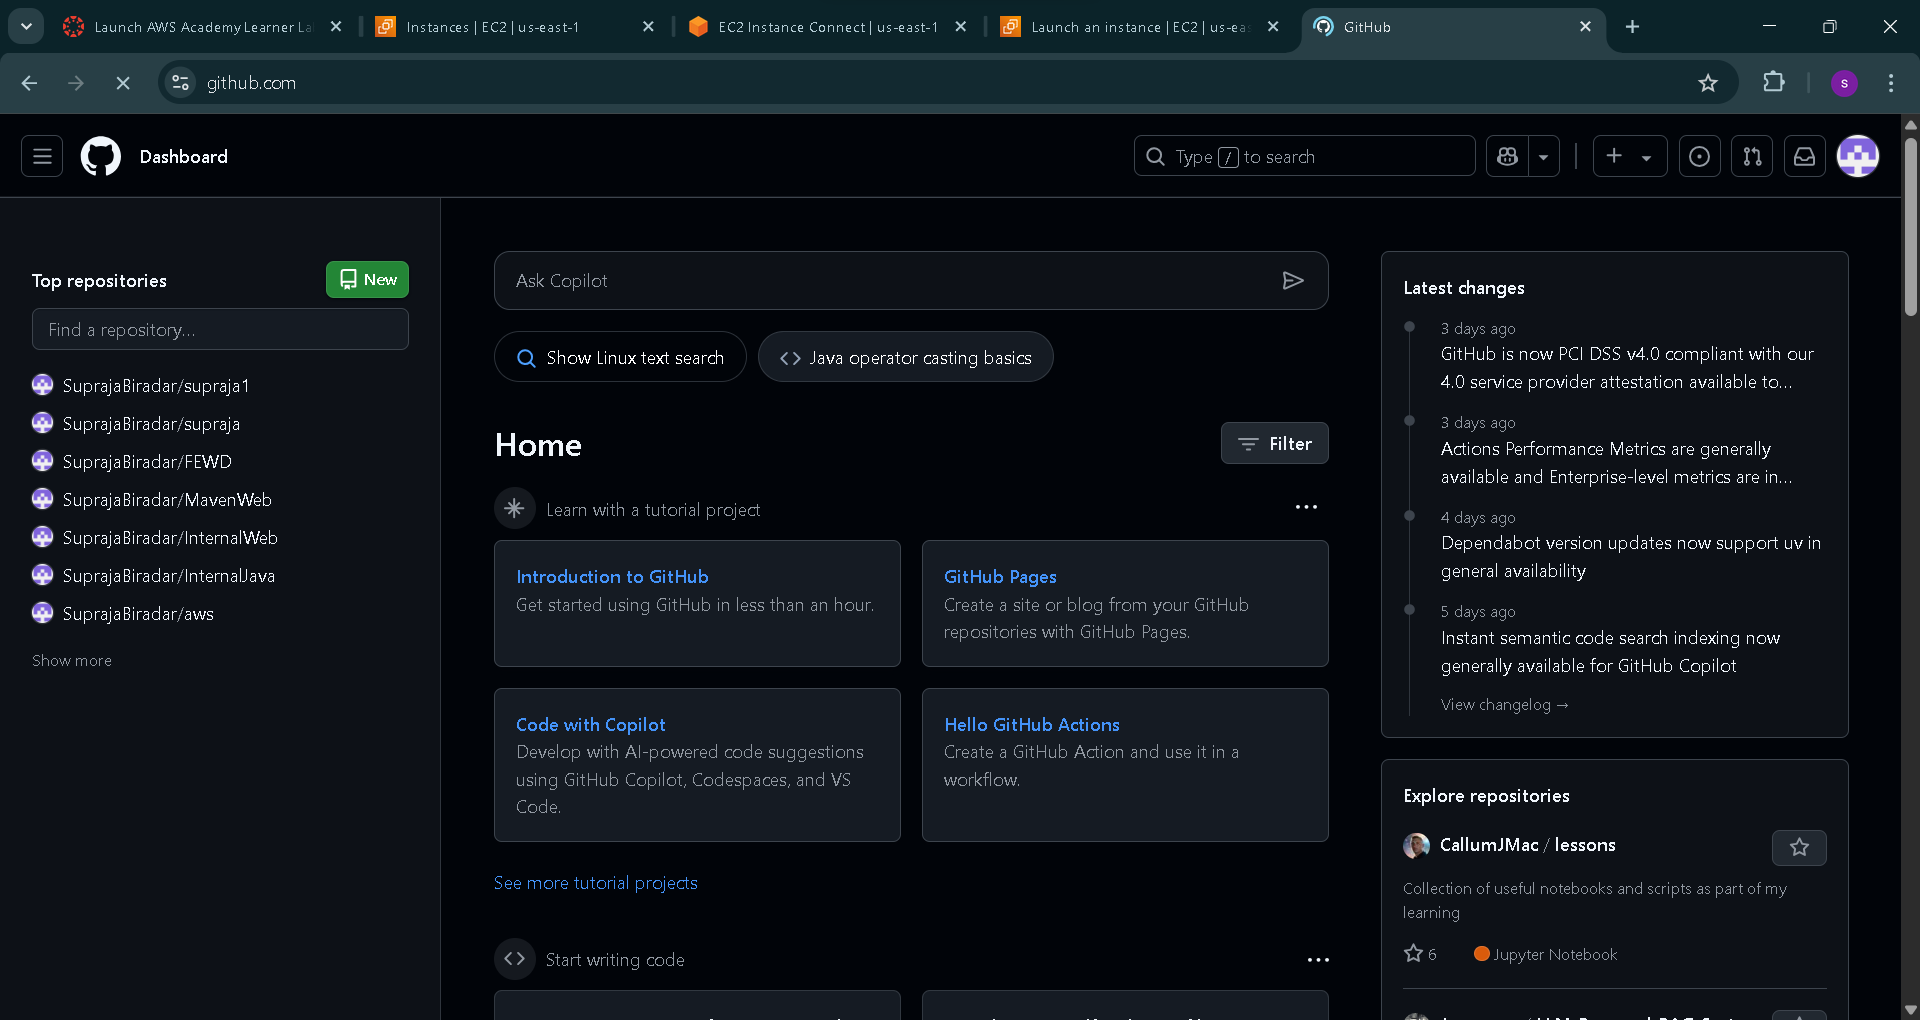 Launch AWS Academy Learner La
Instances | EC2 | us-east-1
EC2 Instance Connect | us-east-1
Launch an instance | EC2 | us-eas
GitHub
github.com
S
Dashboard
Type / to search
Top repositories
New
Find a repository...
SuprajaBiradar/supraja1
SuprajaBiradar/supraja
SuprajaBiradar/FEWD
SuprajaBiradar/MavenWeb
SuprajaBiradar/InternalWeb
SuprajaBiradar/InternalJava
SuprajaBiradar/aws
Show more
Ask Copilot
Show Linux text search
Java operator casting basics
Home
Filter
Learn with a tutorial project
Introduction to GitHub
Get started using GitHub in less than an hour.
GitHub Pages
Create a site or blog from your GitHub
repositories with GitHub Pages.
Code with Copilot
Develop with AI-powered code suggestions
using GitHub Copilot, Codespaces, and VS
Code.
Hello GitHub Actions
Create a GitHub Action and use it in a
workflow.
See more tutorial projects
Start writing code
Latest changes
3 days ago
GitHub is now PCI DSS v4.0 compliant with our
4.0 service provider attestation available to...
3 days ago
Actions Performance Metrics are generally
available and Enterprise-level metrics are in...
4 days ago
Dependabot version updates now support uv in
general availability
5 days ago
Instant semantic code search indexing now
generally available for GitHub Copilot
View changelog →
Explore repositories
CallumJMac / lessons
Collection of useful notebooks and scripts as part of my
learning
6
Jupyter Notebook